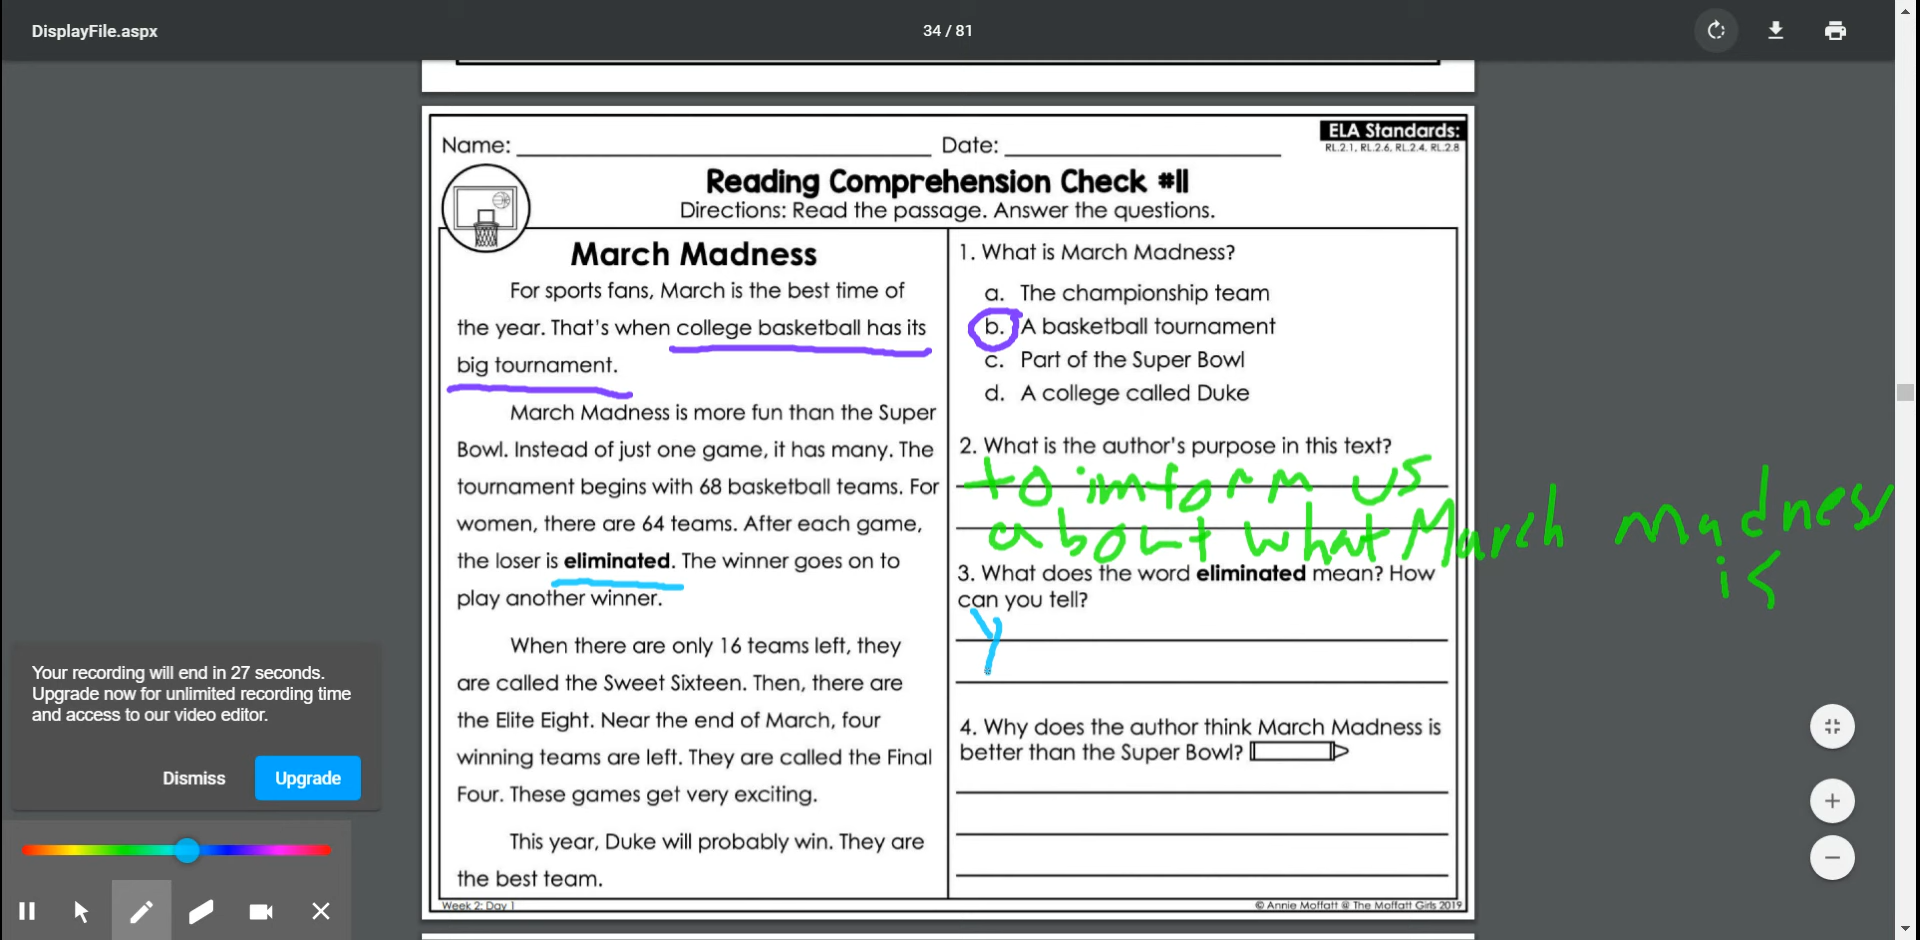 DisplayFile.aspx
34 / 81
Name:
Date:
ELA Standards:
RL.2.1, RL.2.6, RL.2.4, RL.2.8
Reading Comprehension Check #11
Directions: Read the passage. Answer the questions.
March Madness
For sports fans, March is the best time of
the year. That's when college basketball has its
big tournament.
March Madness is more fun than the Super
Bowl. Instead of just one game, it has many. The
tournament begins with 68 basketball teams. For
women, there are 64 teams. After each game,
the loser is eliminated. The winner goes on to
play another winner.
When there are only 16 teams left, they
are called the Sweet Sixteen. Then, there are
the Elite Eight. Near the end of March, four
winning teams are left. They are called the Final
Four. These games get very exciting.
This year, Duke will probably win. They are
the best team.
Week 2: Day 1
1. What is March Madness?
a. The championship team
b. A basketball tournament
c. Part of the Super Bowl
d. A college called Duke
2. What is the author's purpose in this text?
to imform us
about what March madness
is
3. What does the word eliminated mean? How
can you tell?
Y
4. Why does the author think March Madness is
better than the Super Bowl?
© Annie Moffatt @ The Moffatt Girls 2019
Your recording will end in 27 seconds.
Upgrade now for unlimited recording time
and access to our video editor.
Dismiss
Upgrade